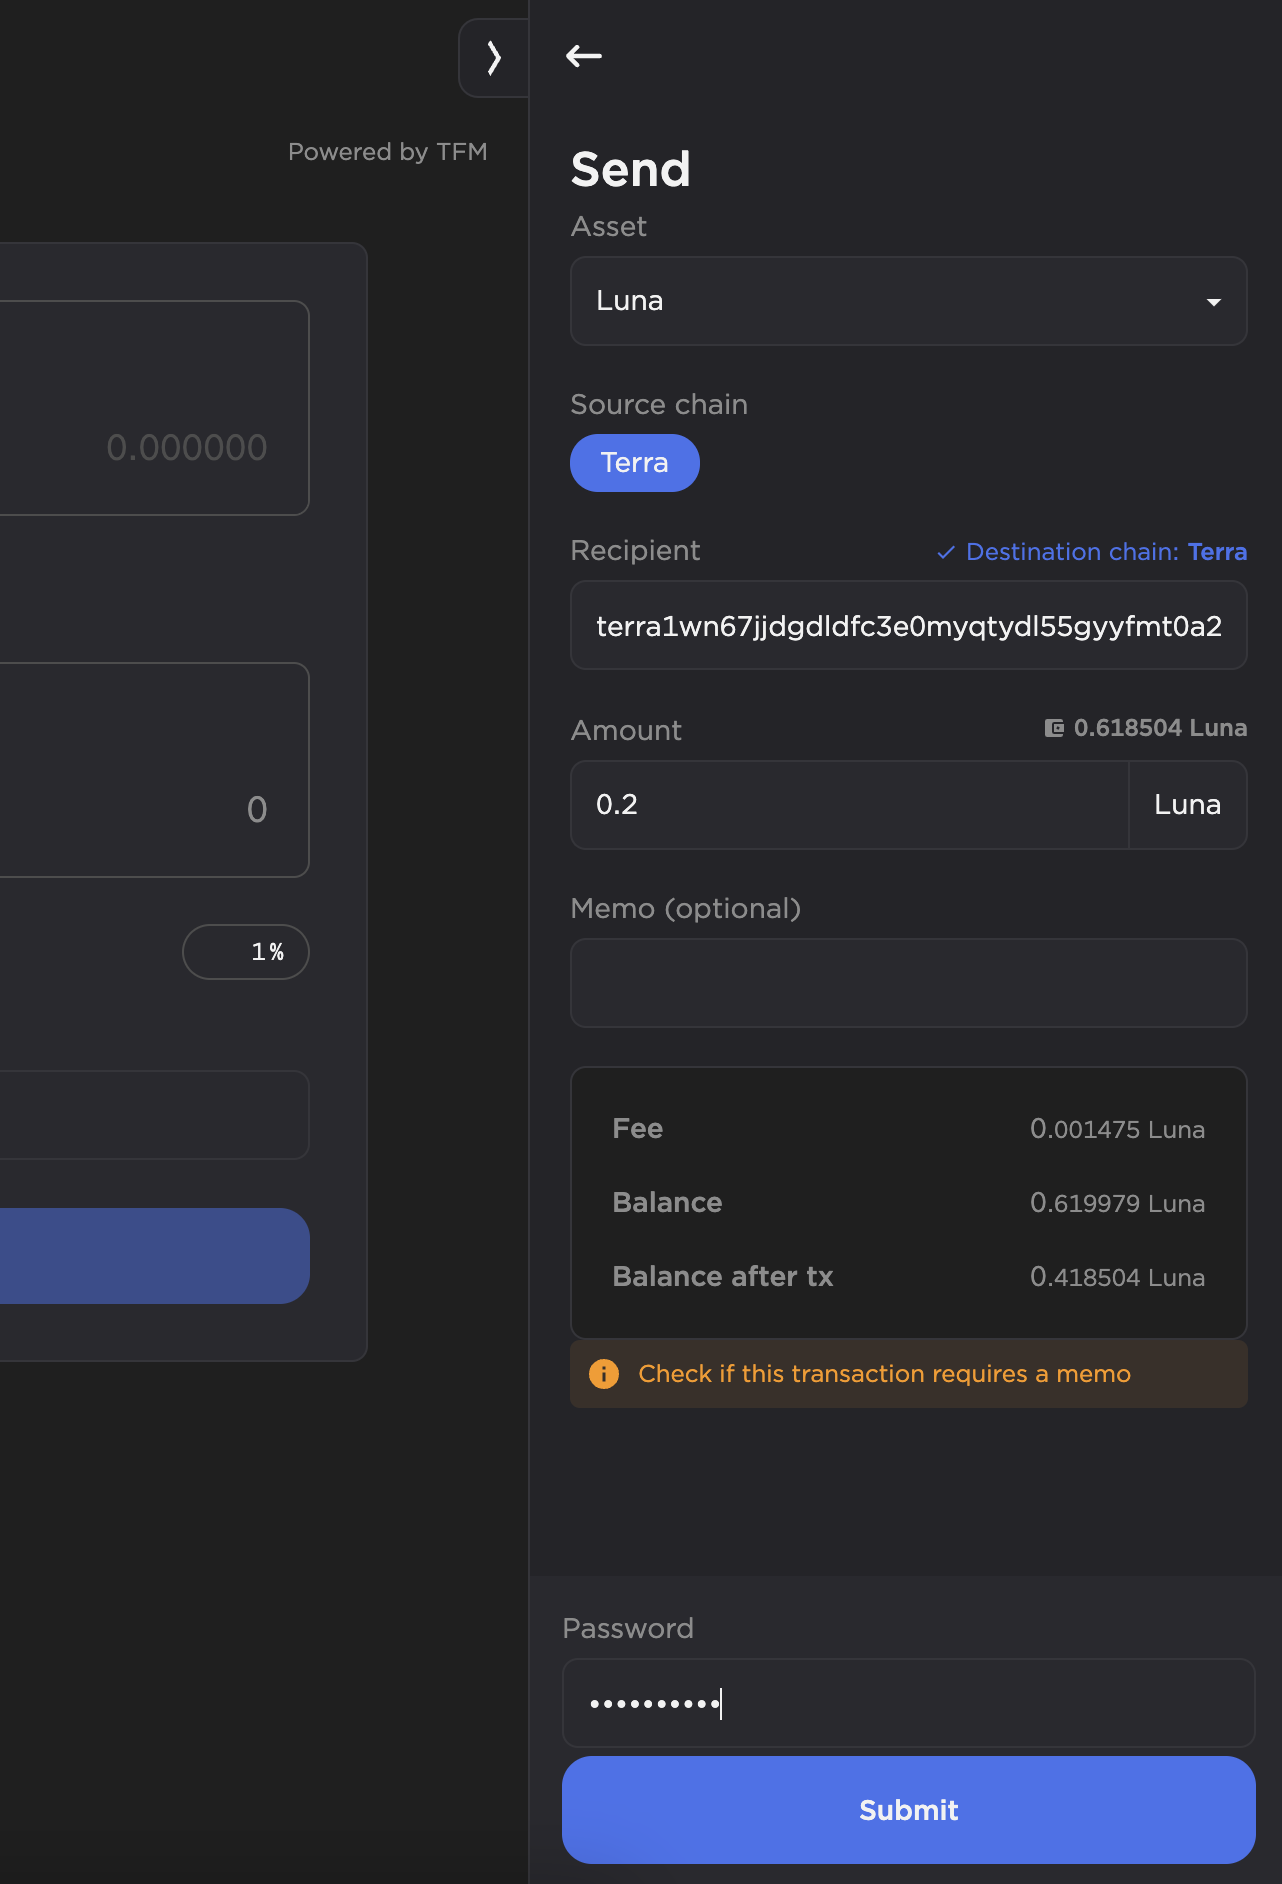 Powered by TFM
0.000000
0
1%
Send
Asset
Luna
Source chain
Terra
Recipient
Destination chain: Terra
terra1wn67jjdgdldfc3e0myqtydl55gyyfmt0a2
Amount
0.618504 Luna
0.2
Luna
Memo (optional)
Fee
0.001475 Luna
Balance
0.619979 Luna
Balance after tx
0.418504 Luna
Check if this transaction requires a memo
Password
••••••••••
Submit